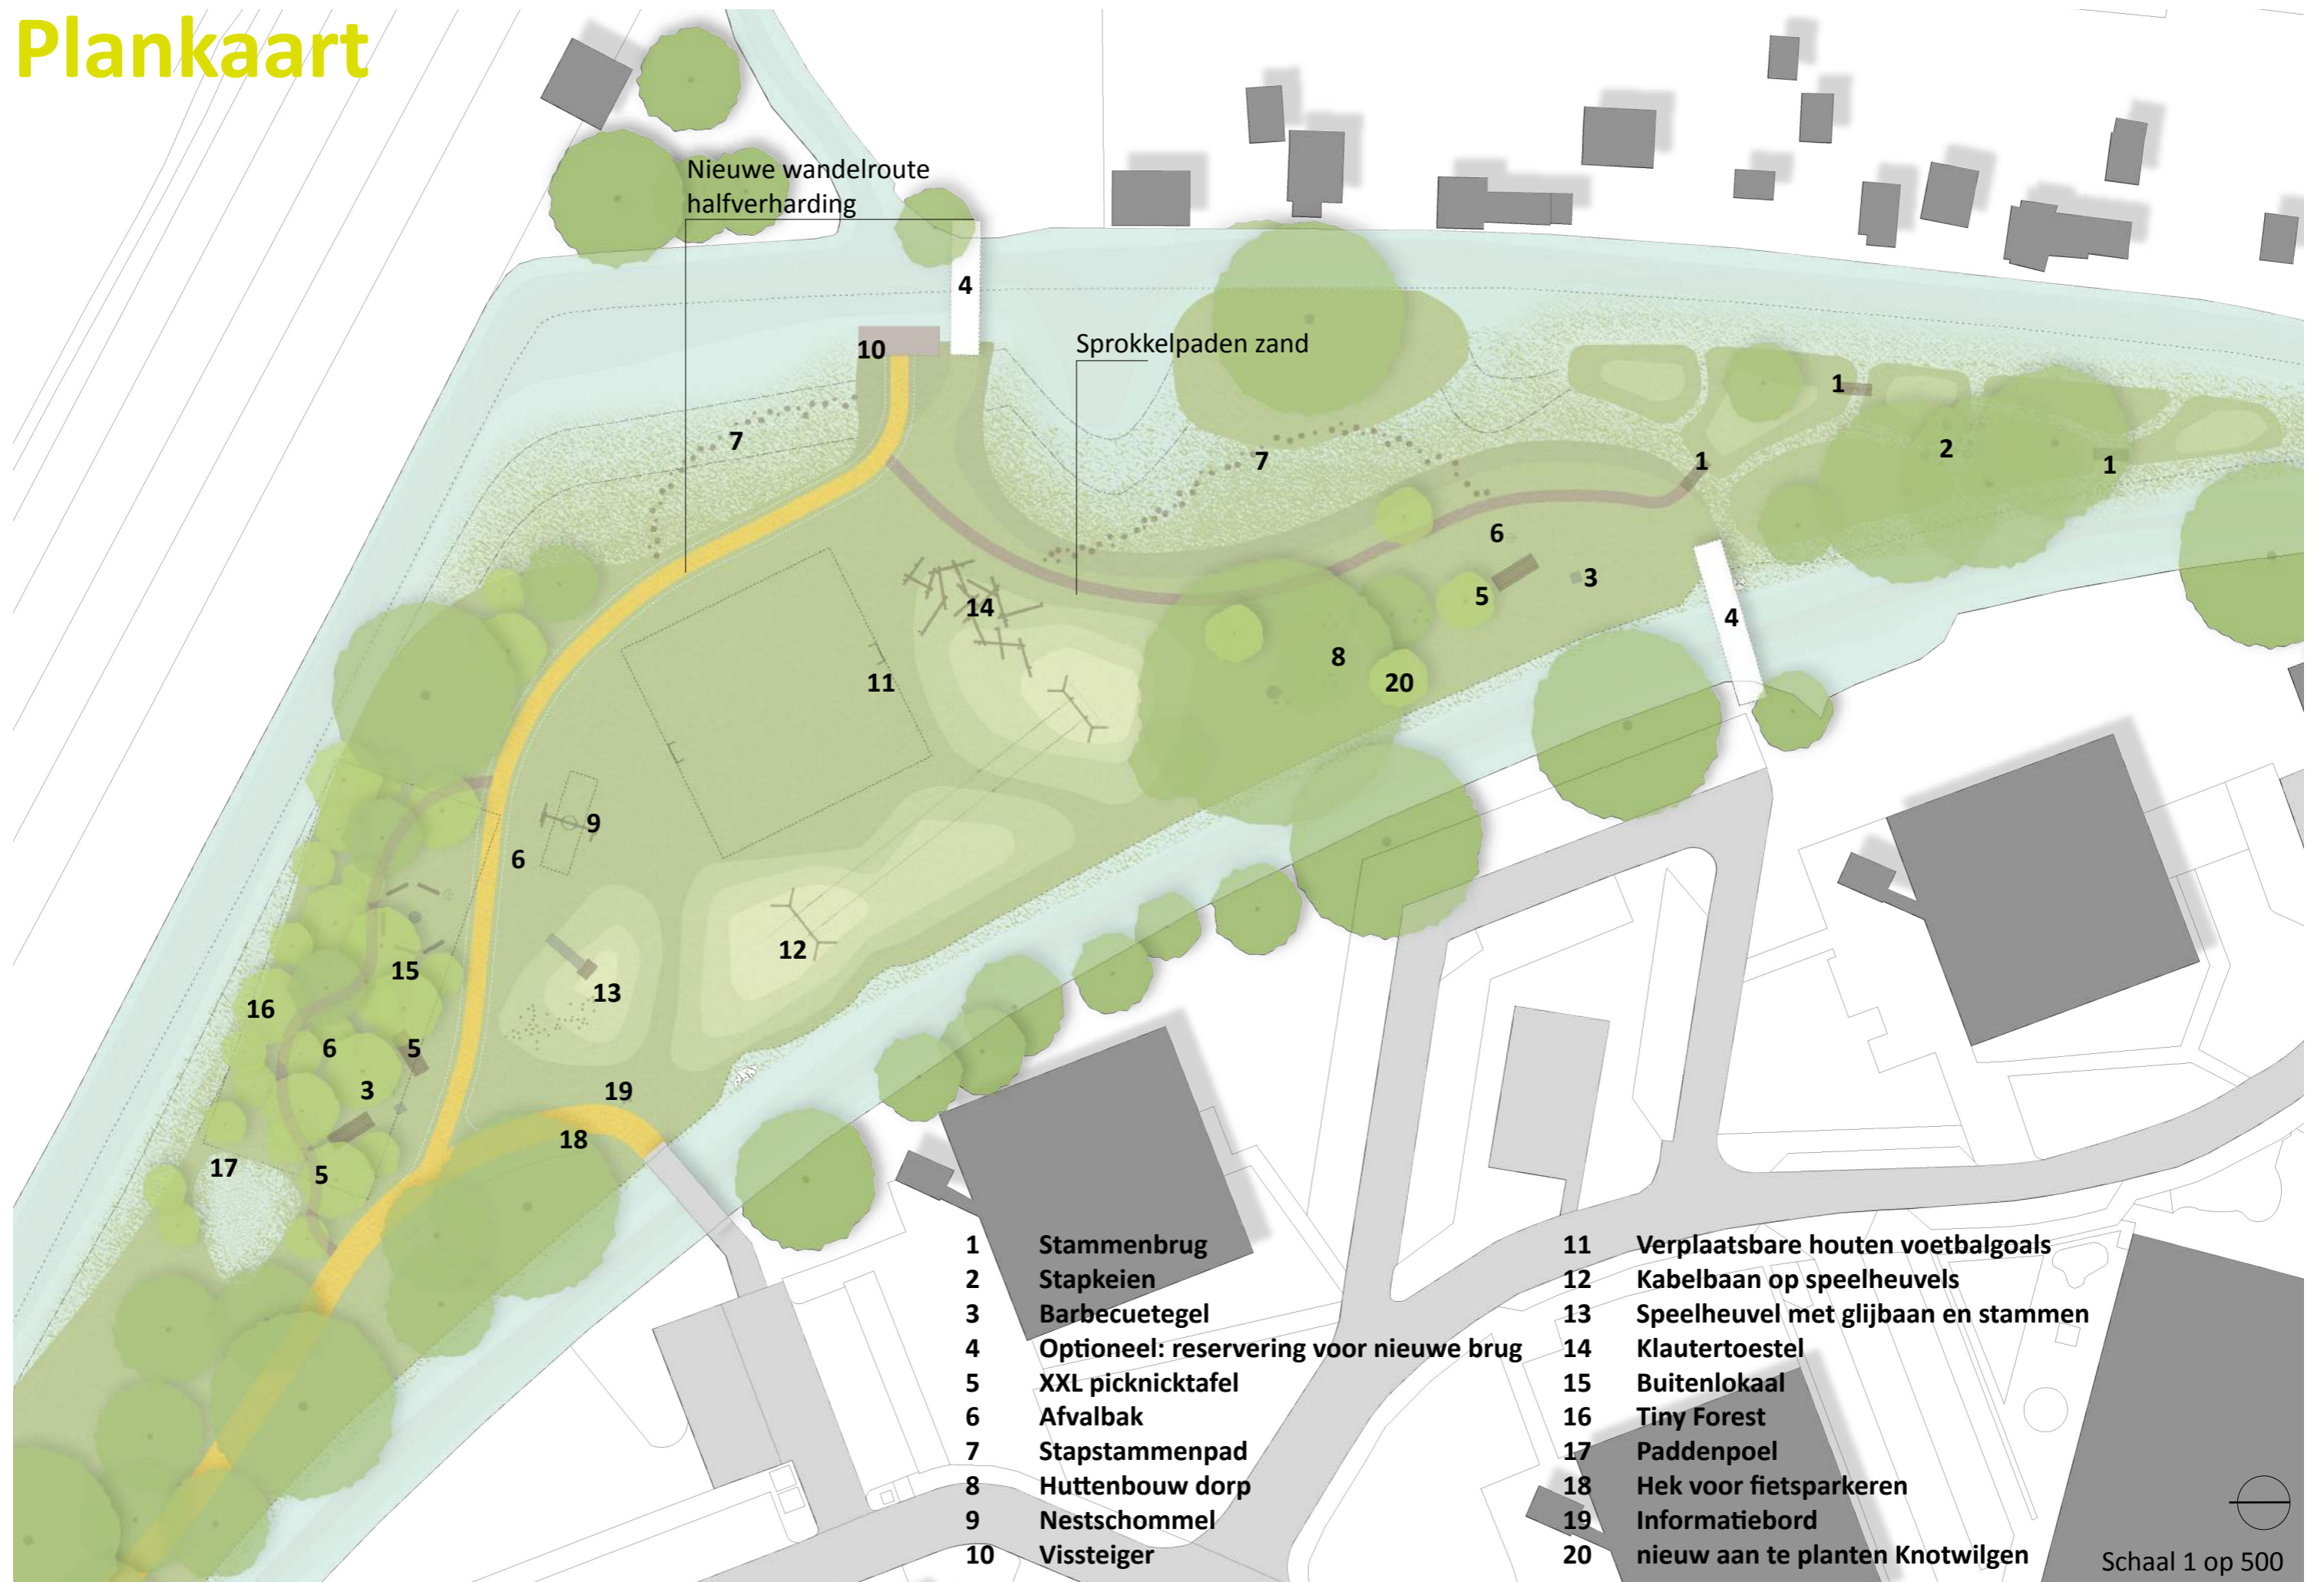 Plankaart
Nieuwe wandelroute
halfverharding
4
Sprokkelpaden zand
10
1
7
7
1
2
1
6
14
5
3
4
8
11
20
9
6
12
15
13
16
6
5
3
19
18
17
5
1 Stammenbrug
2 Stapkeien
3 Barbecuetegel
4 Optioneel: reservering voor nieuwe brug
5 XXL picknicktafel
6 Afvalbak
7 Stapstammenpad
8 Huttenbouw dorp
9 Nestschommel
10 Vissteiger
11 Verplaatsbare houten voetbalgoals
12 Kabelbaan op speelheuvels
13 Speelheuvel met glijbaan en stammen
14 Klautertoestel
15 Buitenlokaal
16 Tiny Forest
17 Paddenpoel
18 Hek voor fietsparkeren
19 Informatiebord
20 nieuw aan te planten Knotwilgen
Schaal 1 op 500